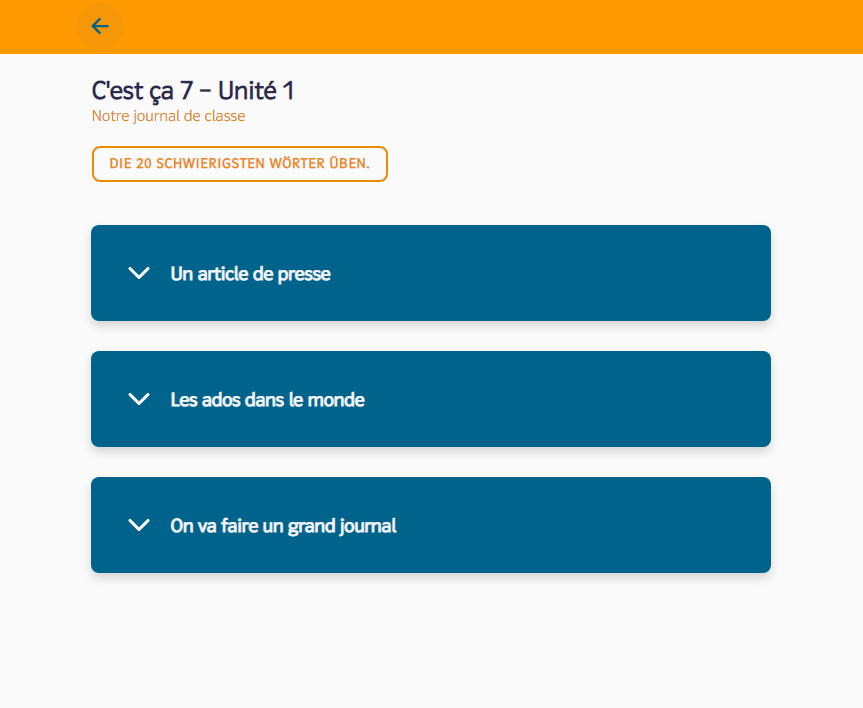 C'est ça 7 – Unité 1
Notre journal de classe
DIE 20 SCHWIERIGSTEN WÖRTER ÜBEN.
Un article de presse
Les ados dans le monde
On va faire un grand journal